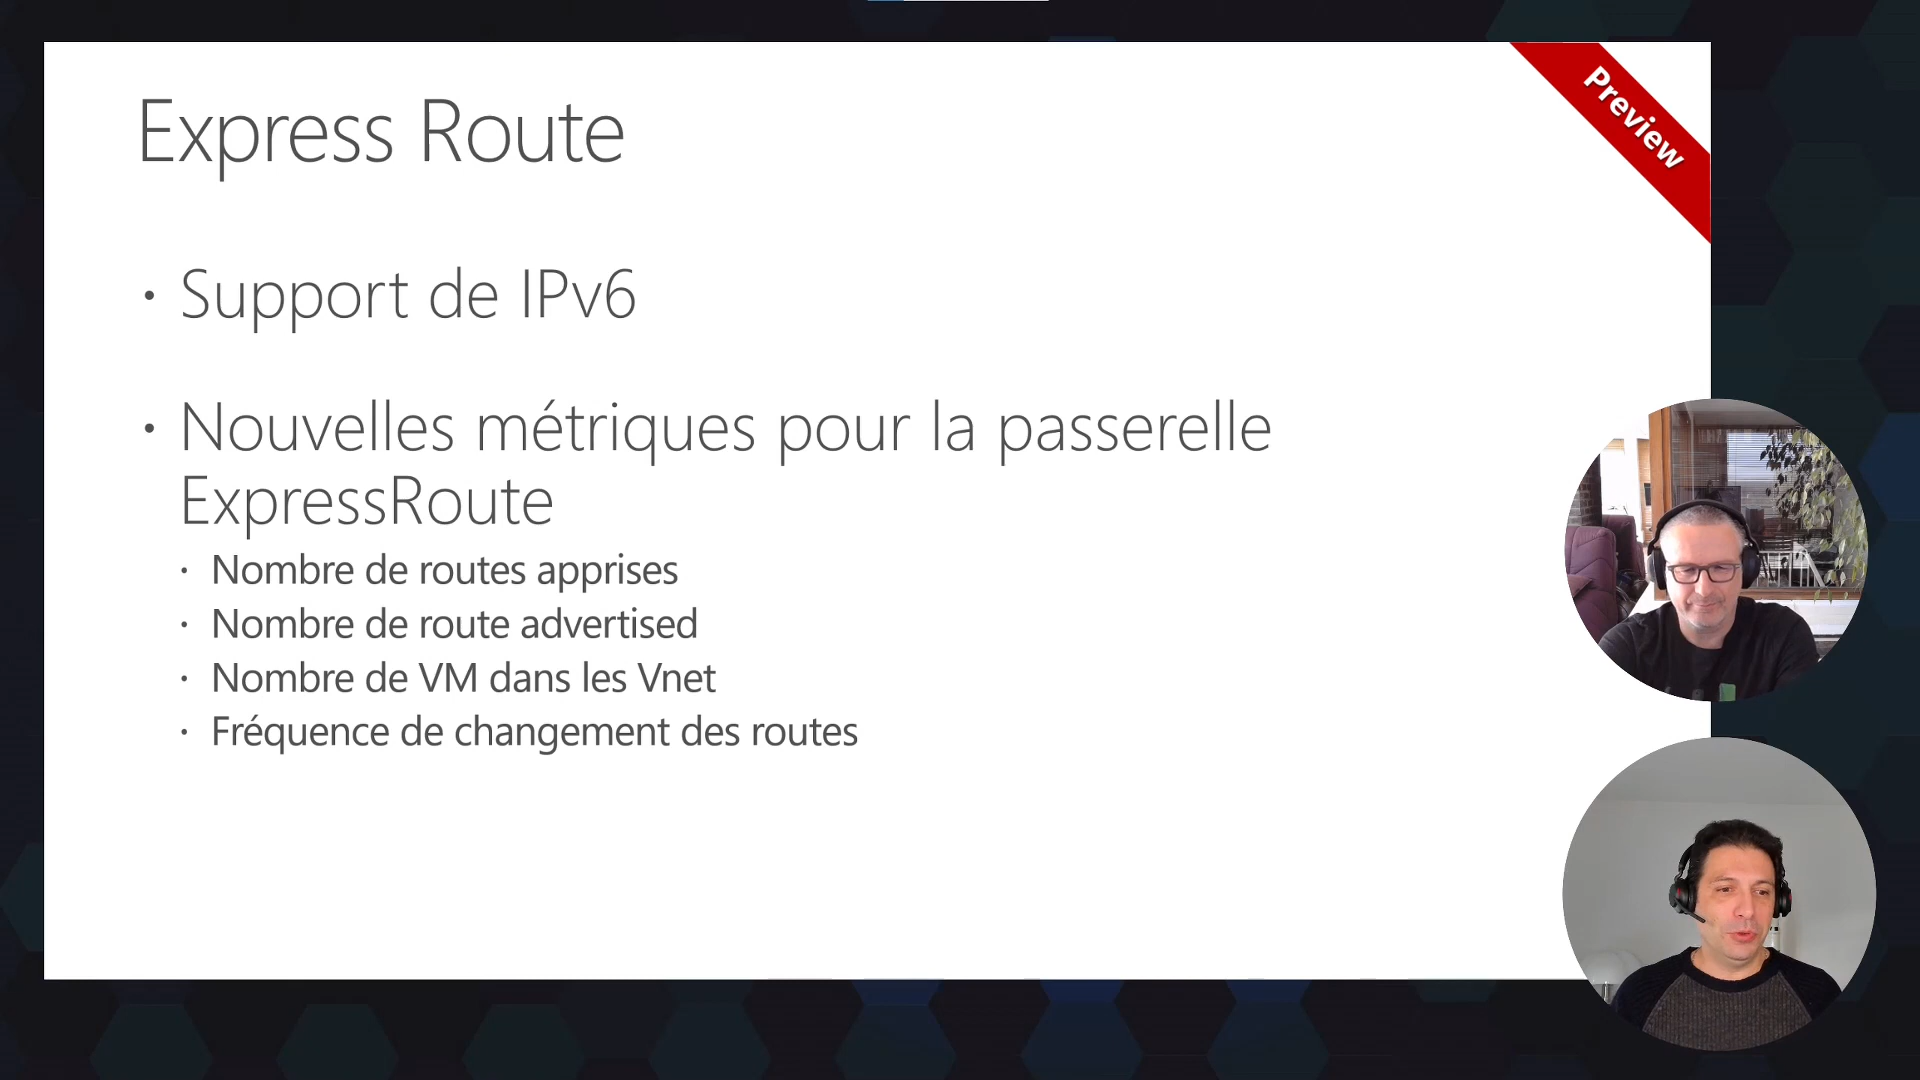 Express Route
Preview
• Support de IPv6
• Nouvelles métriques pour la passerelle
ExpressRoute
• Nombre de routes apprises
• Nombre de route advertised
• Nombre de VM dans les Vnet
• Fréquence de changement des routes